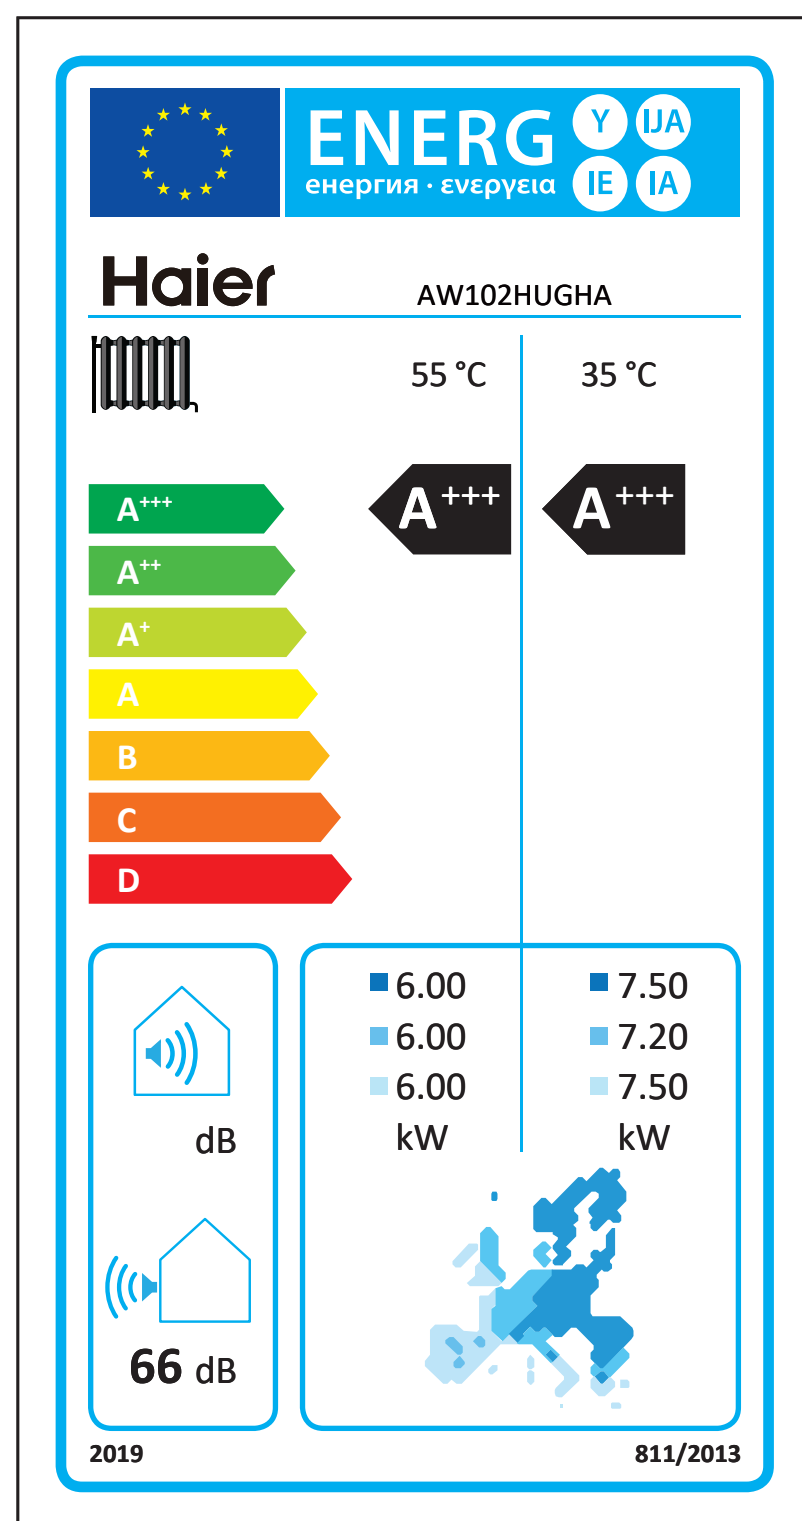 ENERG Y IJA
енергия · ενεργεια IE IA
Haier AW102HUGHA
55 °C 35 °C
A+++ A+++ A+++
A++
A+
A
B
C
D
6.00 7.50
6.00 7.20
6.00 7.50
kW kW
dB
66 dB
2019 811/2013